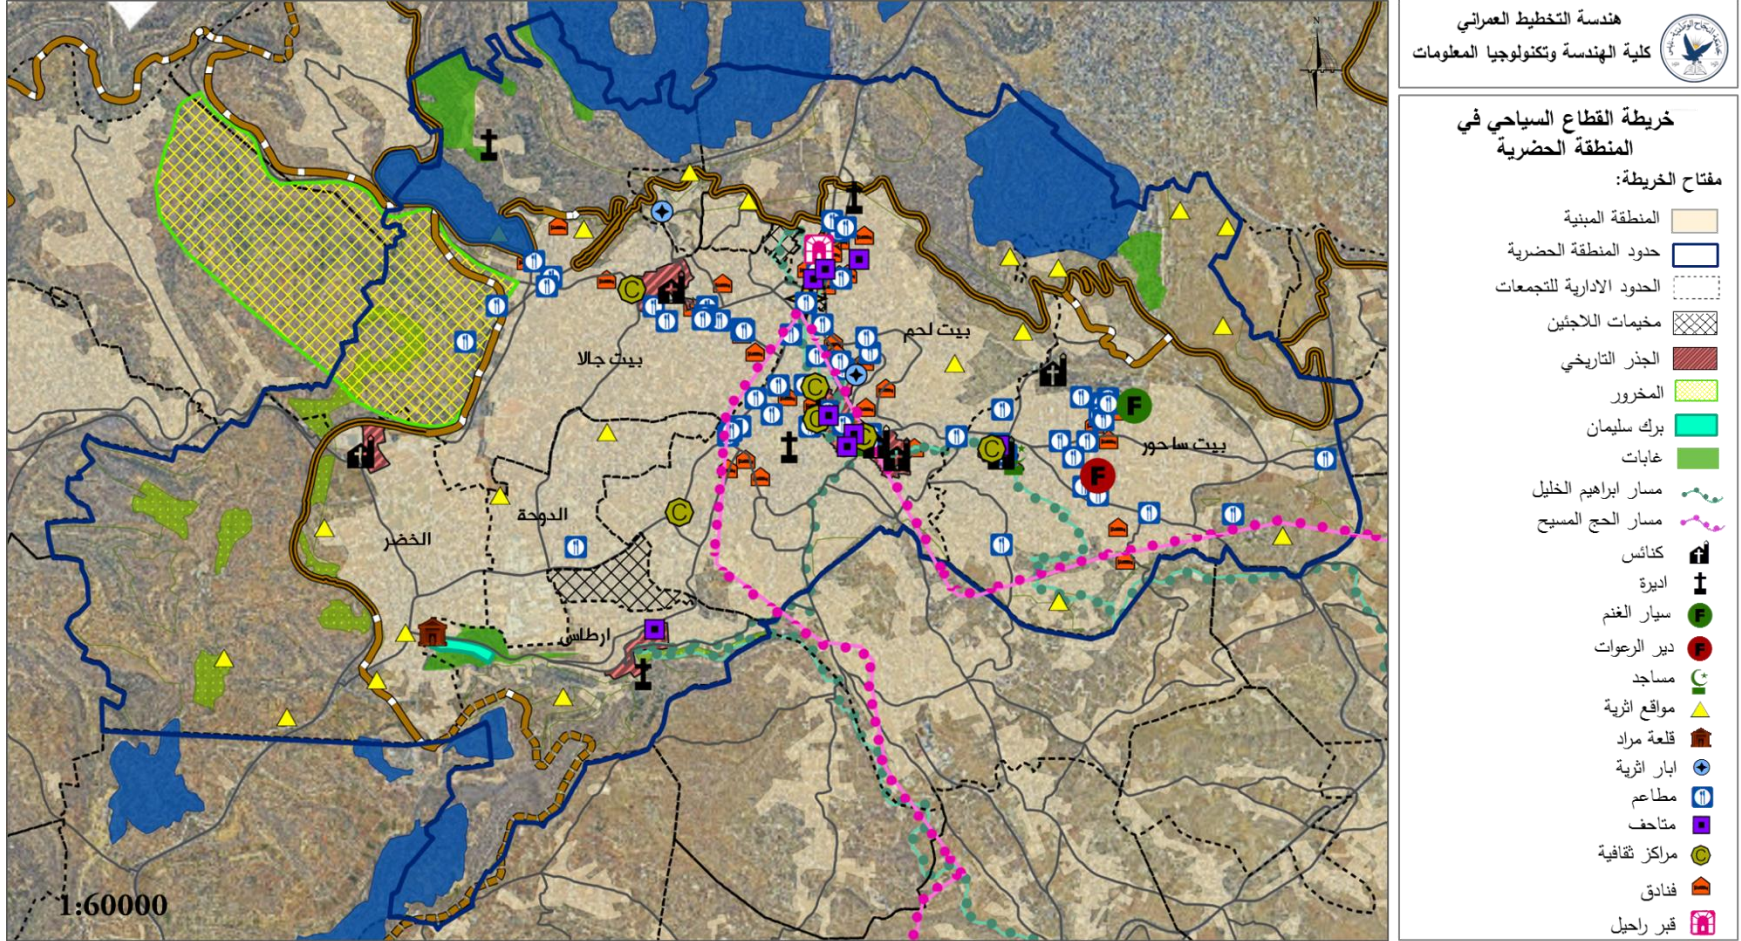 هندسة التخطيط العمراني
كلية الهندسة وتكنولوجيا المعلومات
خريطة القطاع السياحي في
المنطقة الحضرية
مفتاح الخريطة:
المنطقة المبنية
حدود المنطقة الحضرية
الحدود الادارية للتجمعات
مخيمات اللاجئين
الجذر التاريخي
المخرور
برك سليمان
غابات
مسار ابراهيم الخليل
مسار الحج المسيح
كنائس
اديرة
سيار الغنم
دير الرعوات
مساجد
مواقع اثرية
قلعة مراد
ابار اثرية
مطاعم
متاحف
مراكز ثقافية
فنادق
قبر راحيل
N
بيت لحم
بيت جالا
بيت ساحور
الدوحة
الخضر
ارطاس
1:60000